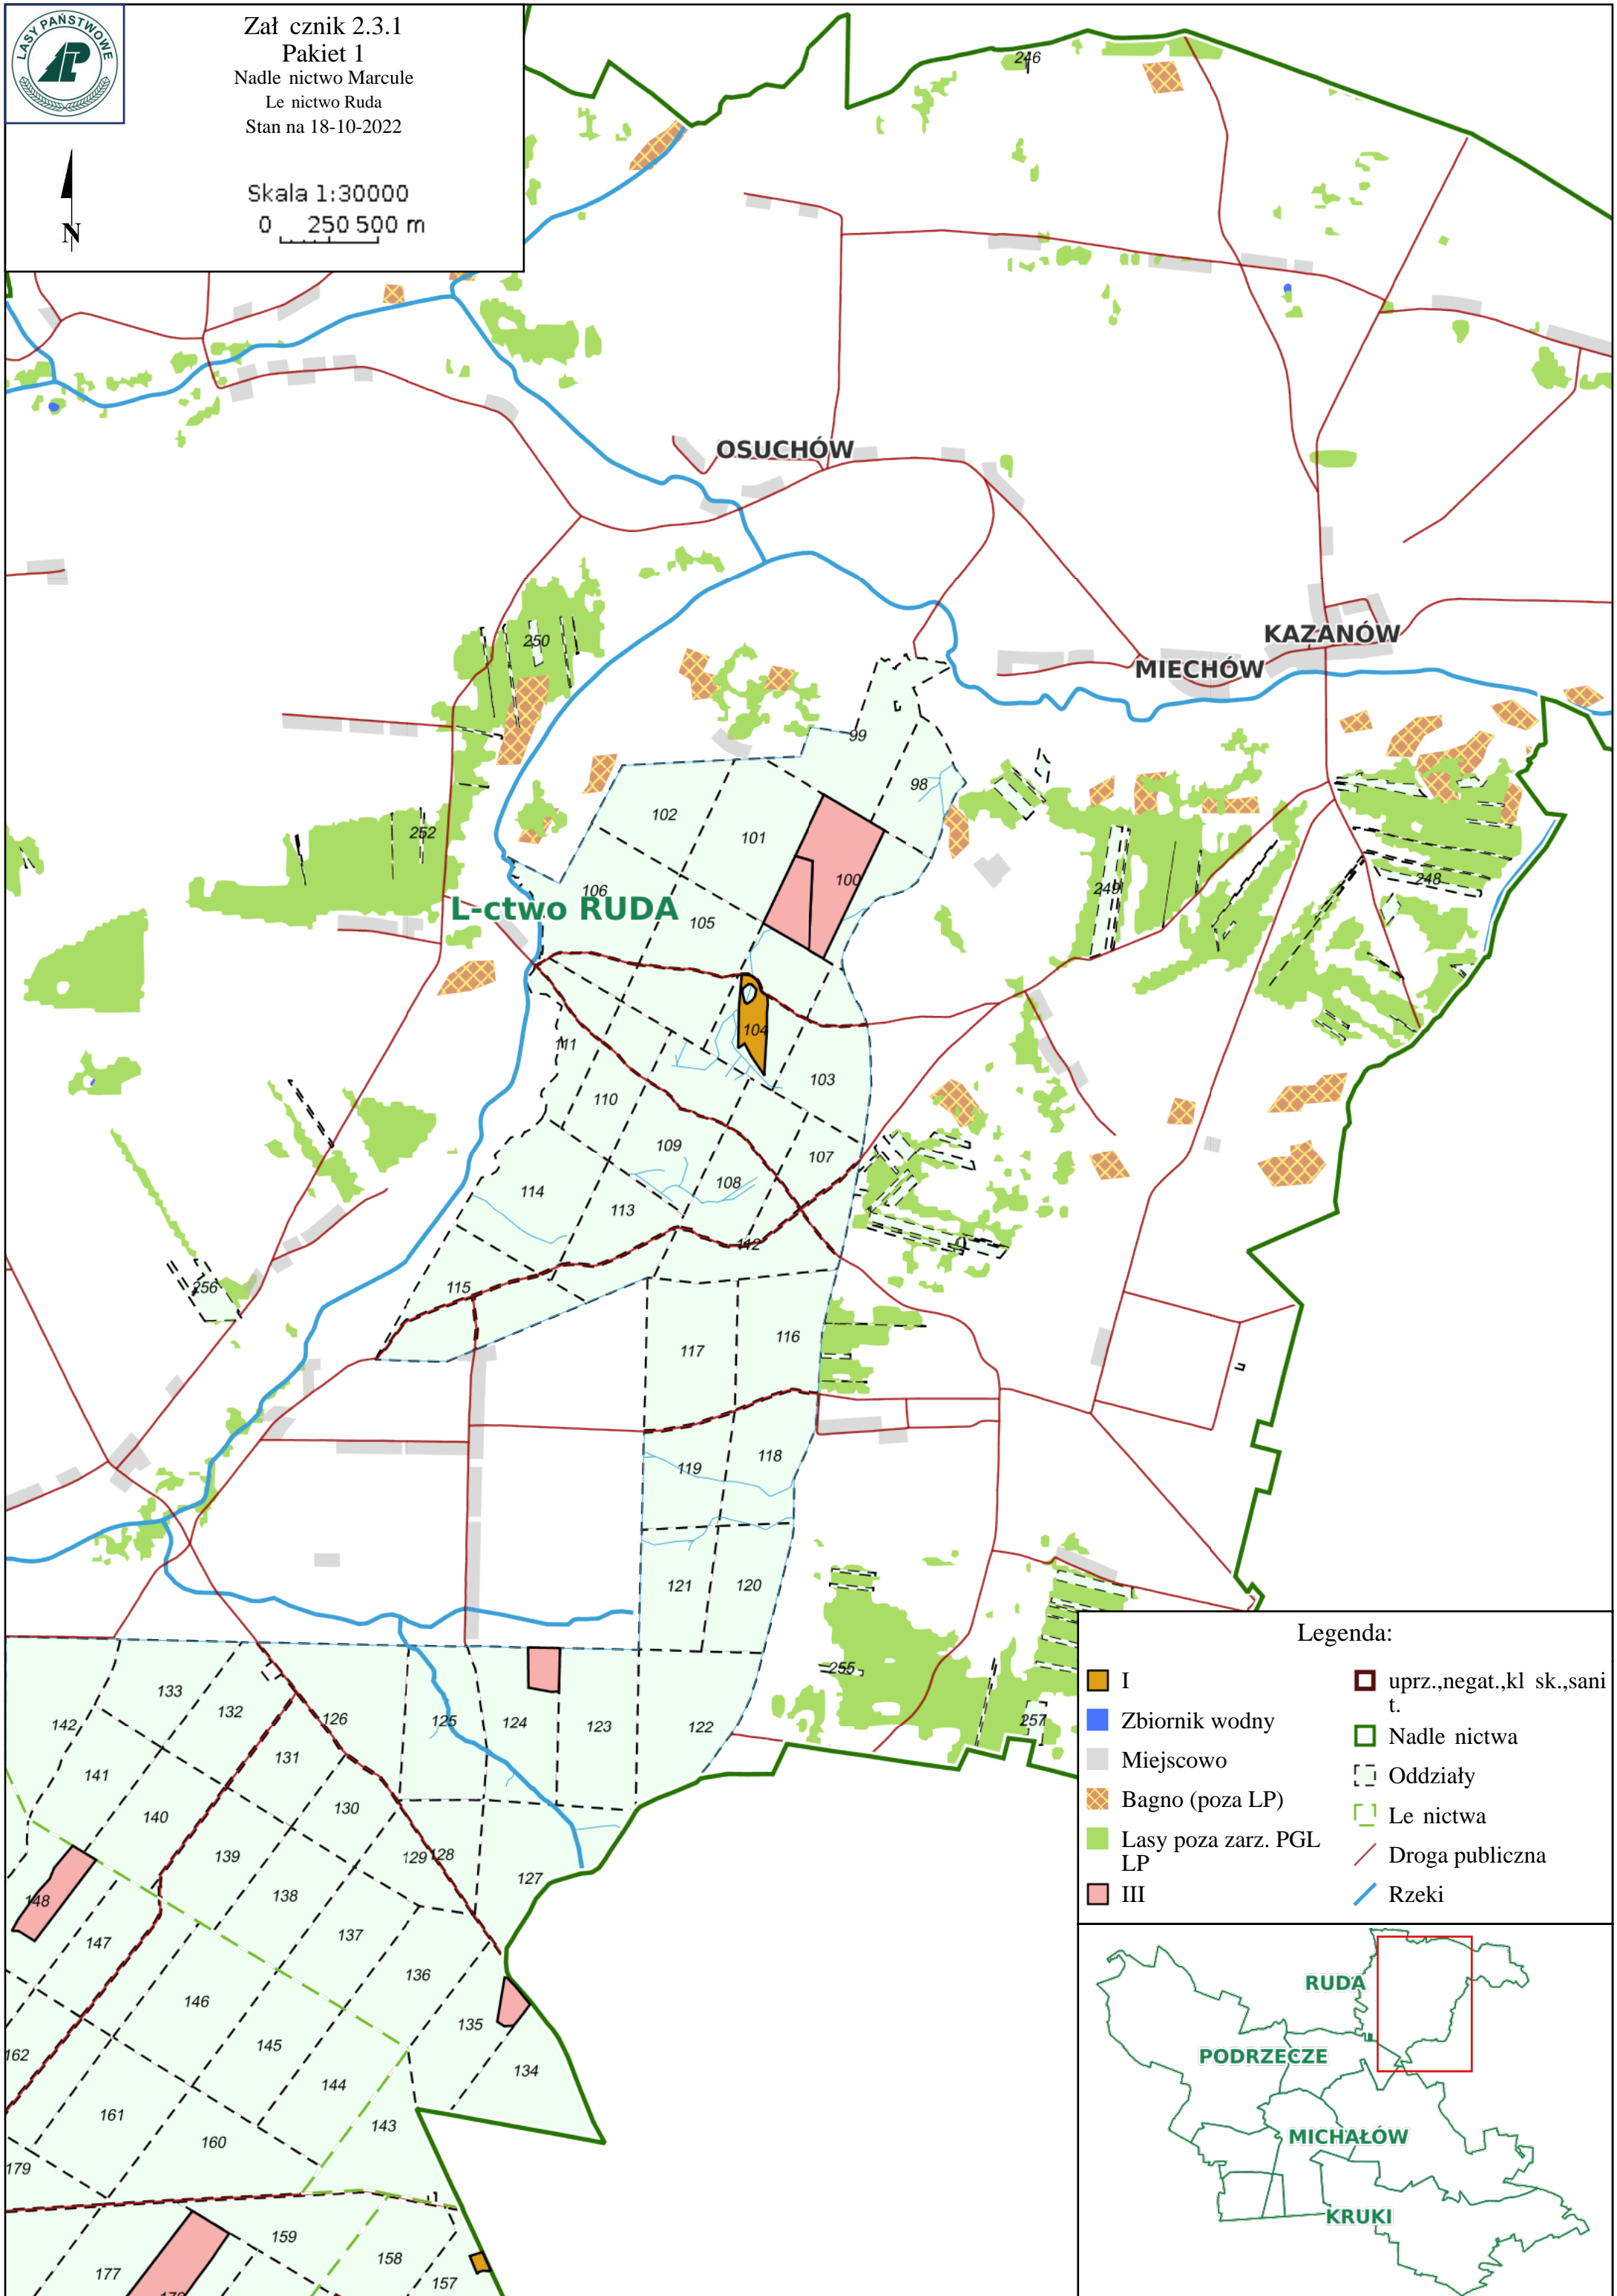 LASY PAŃSTWOWE
Zał cznik 2.3.1
Pakiet 1
Nadle nictwo Marcule
Le nictwo Ruda
Stan na 18-10-2022
N
Skala 1:30000
0 250 500 m
246
OSUCHÓW
KAZANÓW
MIECHÓW
250
99
98
102
101
252
100
249
248
106
L-ctwo RUDA
105
104
111
103
110
109
107
108
114
113
112
115
256
116
117
118
119
121
120
255
257
133
132
126
125
124
123
122
142
131
141
130
140
139
129
128
127
138
148
137
147
136
146
135
145
162
134
144
161
143
160
179
159
158
177
157
Legenda:
I
Zbiornik wodny
Miejscowo
Bagno (poza LP)
Lasy poza zarz. PGL
LP
III
uprz.,negat.,kl sk.,sani
t.
Nadle nictwa
Oddziały
Le nictwa
Droga publiczna
Rzeki
RUDA
PODRZECZE
MICHAŁÓW
KRUKI